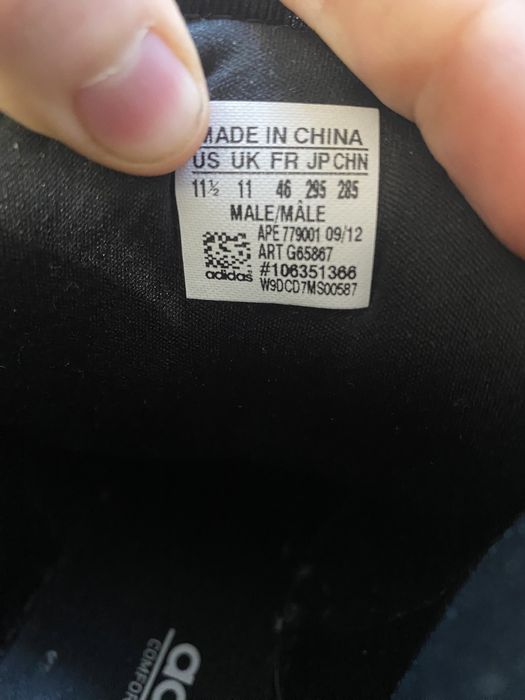 MADE IN CHINA
US UK FR JP CHN
11½ 11 46 295 285
MALE/MÂLE
APE 779001 09/12
ART G65867
adidas #106351366
W9DCD7MS00587